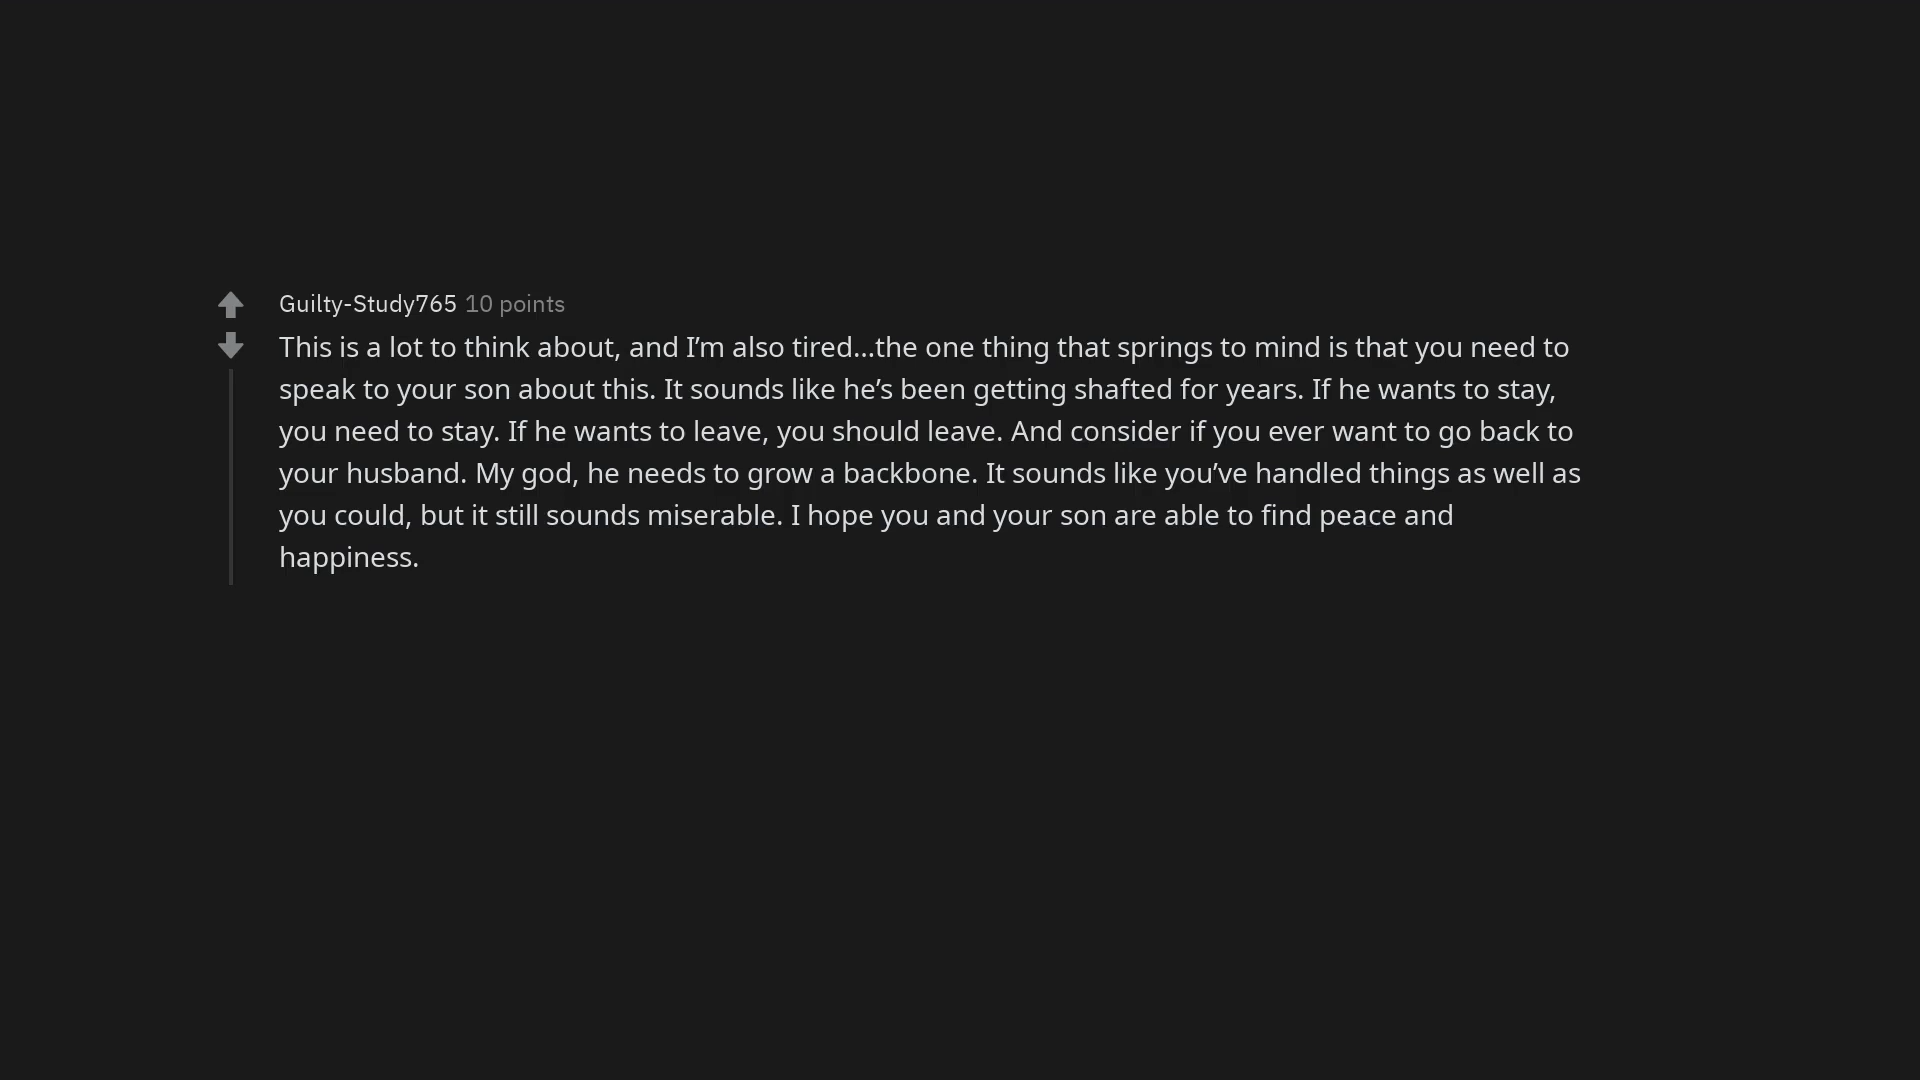 Guilty-Study765 10 points
This is a lot to think about, and I’m also tired...the one thing that springs to mind is that you need to
speak to your son about this. It sounds like he’s been getting shafted for years. If he wants to stay,
you need to stay. If he wants to leave, you should leave. And consider if you ever want to go back to
your husband. My god, he needs to grow a backbone. It sounds like you’ve handled things as well as
you could, but it still sounds miserable. I hope you and your son are able to find peace and
happiness.